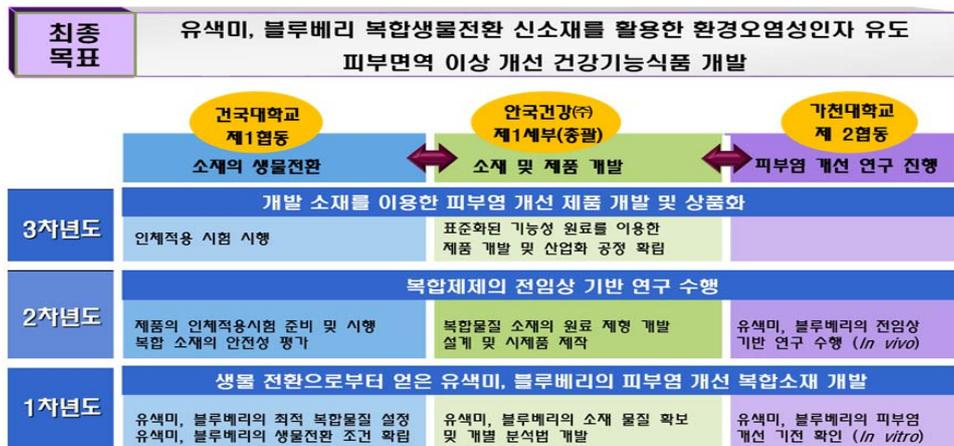 최종
목표
유색미, 블루베리 복합생물전환 신소재를 활용한 환경오염성인자 유도
피부면역 이상 개선 건강기능식품 개발
건국대학교
제1협동
안국건강㈜
제1세부(총괄)
가천대학교
제 2협동
소재의 생물전환
소재 및 제품 개발
피부염 개선 연구 진행
3차년도
개발 소재를 이용한 피부염 개선 제품 개발 및 상품화
인체적용 시험 시행
표준화된 기능성 원료를 이용한
제품 개발 및 산업화 공정 확립
2차년도
복합제제의 전임상 기반 연구 수행
제품의 인체적용시험 준비 및 시행
복합 소재의 안전성 평가
복합물질 소재의 원료 제형 개발
설계 및 시제품 제작
유색미, 블루베리의 전임상
기반 연구 수행 (In vivo)
1차년도
생물 전환으로부터 얻은 유색미, 블루베리의 피부염 개선 복합소재 개발
유색미, 블루베리의 최적 복합물질 설정
유색미, 블루베리의 생물전환 조건 확립
유색미, 블루베리의 소재 물질 확보
및 개별 분석법 개발
유색미, 블루베리의 피부염
개선 기전 확인 (In vitro)